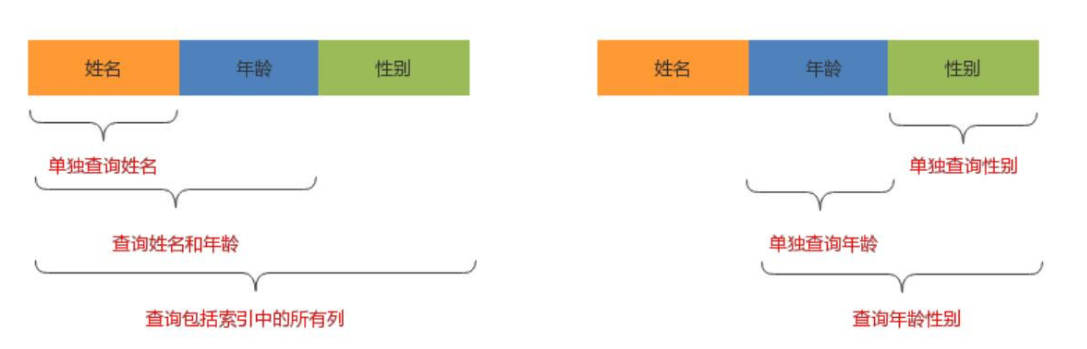 姓名 年龄 性别
单独查询姓名
查询姓名和年龄
查询包括索引中的所有列
姓名 年龄 性别
单独查询性别
单独查询年龄
查询年龄性别